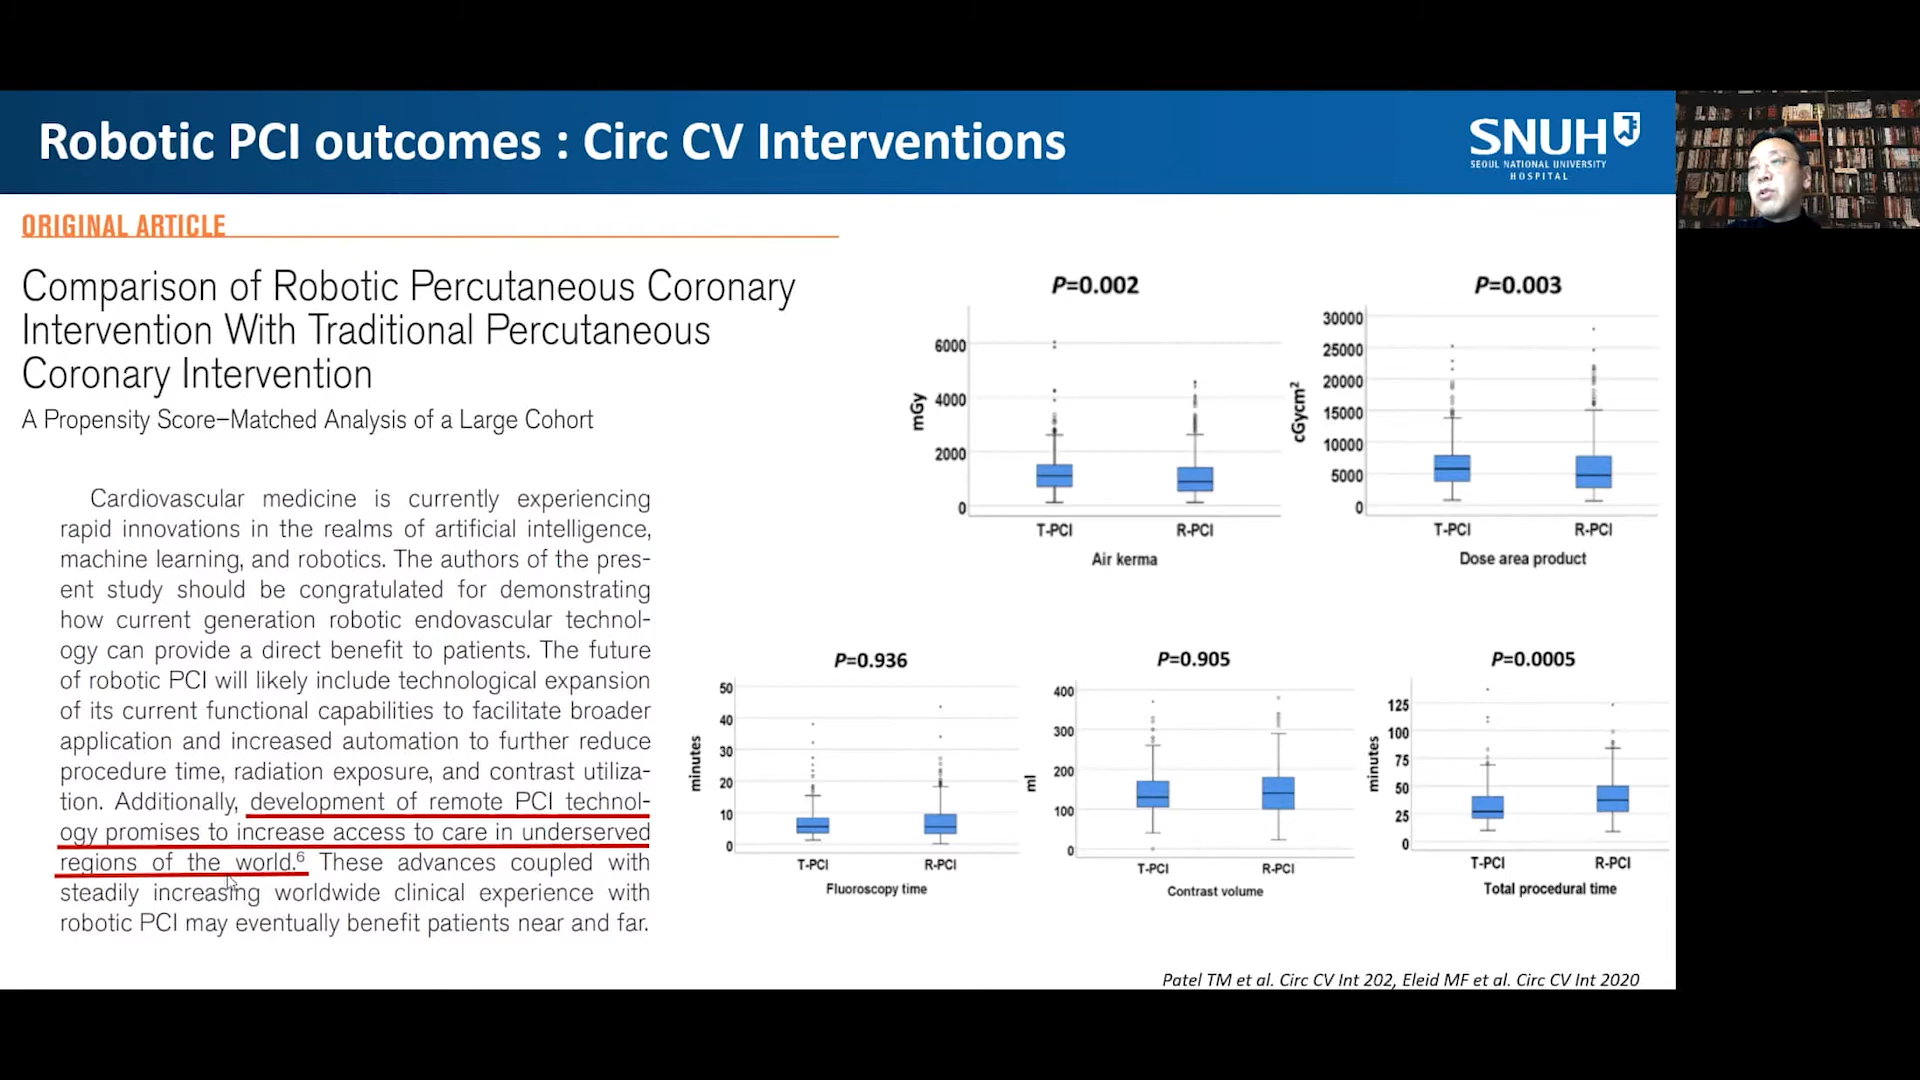 Robotic PCI outcomes : Circ CV Interventions
SNUH
SEOUL NATIONAL UNIVERSITY
HOSPITAL
ORIGINAL ARTICLE
Comparison of Robotic Percutaneous Coronary
Intervention With Traditional Percutaneous
Coronary Intervention
A Propensity Score–Matched Analysis of a Large Cohort
Cardiovascular medicine is currently experiencing
rapid innovations in the realms of artificial intelligence,
machine learning, and robotics. The authors of the pres-
ent study should be congratulated for demonstrating
how current generation robotic endovascular technol-
ogy can provide a direct benefit to patients. The future
of robotic PCI will likely include technological expansion
of its current functional capabilities to facilitate broader
application and increased automation to further reduce
procedure time, radiation exposure, and contrast utiliza-
tion. Additionally, development of remote PCI technol-
ogy promises to increase access to care in underserved
regions of the world.6 These advances coupled with
steadily increasing worldwide clinical experience with
robotic PCI may eventually benefit patients near and far.
P=0.002
mGy
6000
4000
2000
0
T-PCI R-PCI
Air kerma
P=0.003
cGycm²
30000
25000
20000
15000
10000
5000
0
T-PCI R-PCI
Dose area product
P=0.936
minutes
50
40
30
20
10
0
T-PCI R-PCI
Fluoroscopy time
P=0.905
ml
400
300
200
100
0
T-PCI R-PCI
Contrast volume
P=0.0005
minutes
125
100
75
50
25
0
T-PCI R-PCI
Total procedural time
Patel TM et al. Circ CV Int 202, Eleid MF et al. Circ CV Int 2020